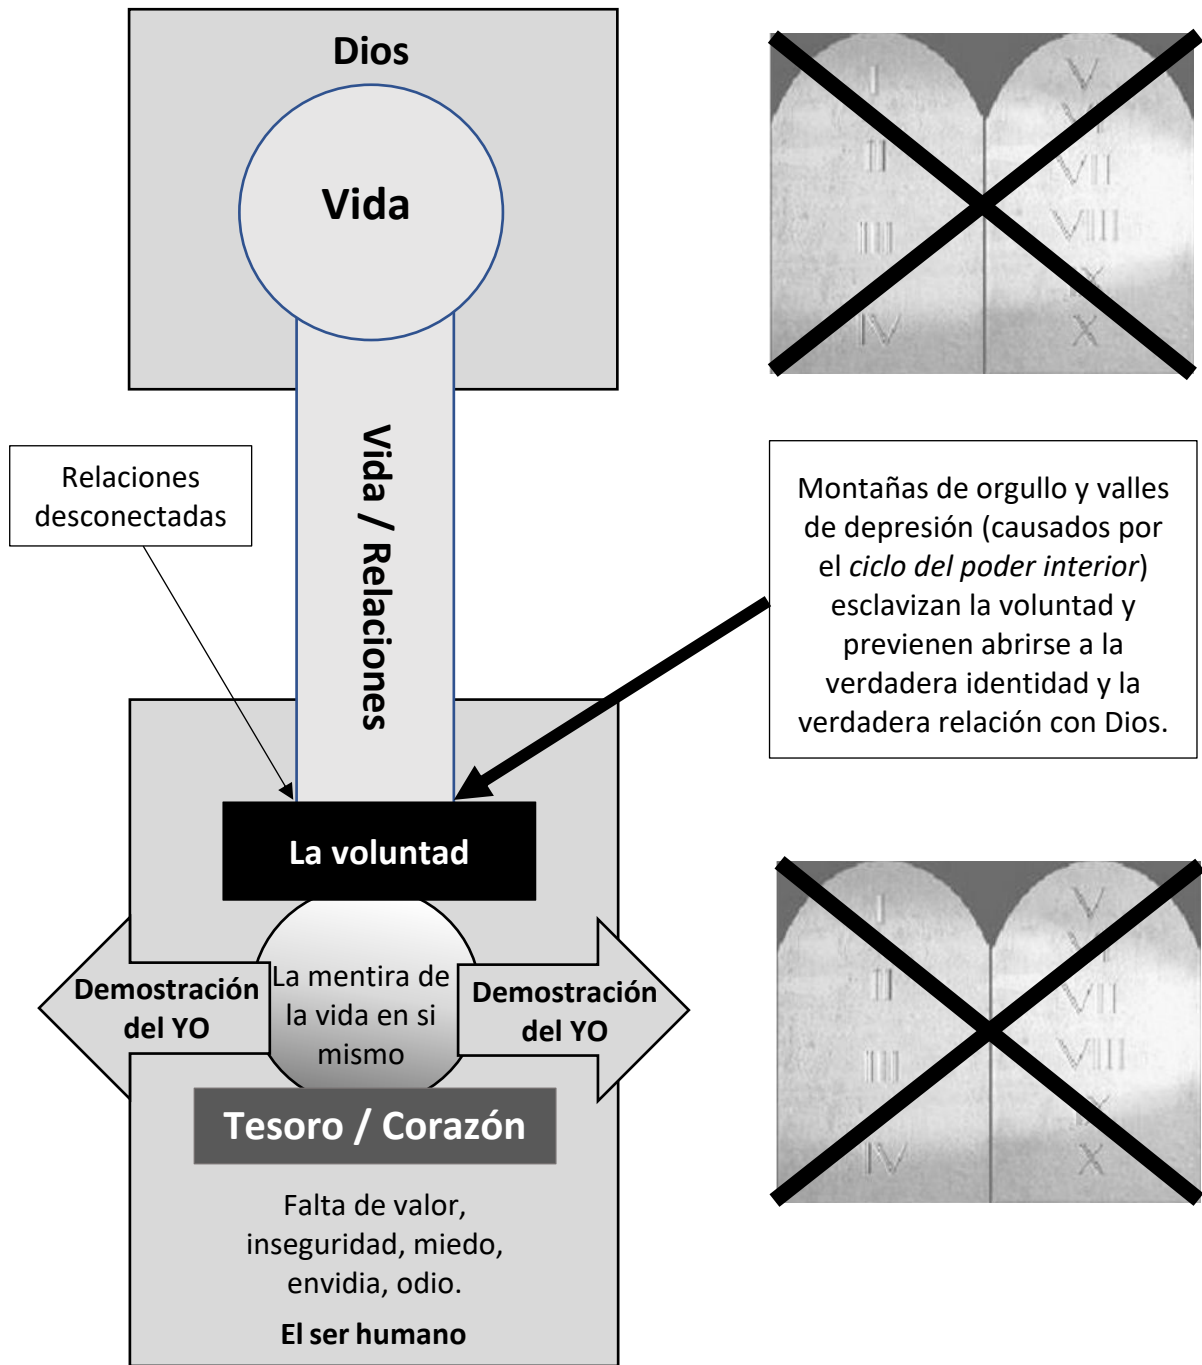 Dios
Vida
I
II
III
IV
V
VI
VII
VIII
IX
X
Relaciones
desconectadas
Vida / Relaciones
Montañas de orgullo y valles
de depresión (causados por
el ciclo del poder interior)
esclavizan la voluntad y
previenen abrirse a la
verdadera identidad y la
verdadera relación con Dios.
La voluntad
Demostración
del YO
La mentira de
la vida en si
mismo
Demostración
del YO
Tesoro / Corazón
Falta de valor,
inseguridad, miedo,
envidia, odio.
El ser humano
I
II
III
IV
V
VI
VII
VIII
IX
X